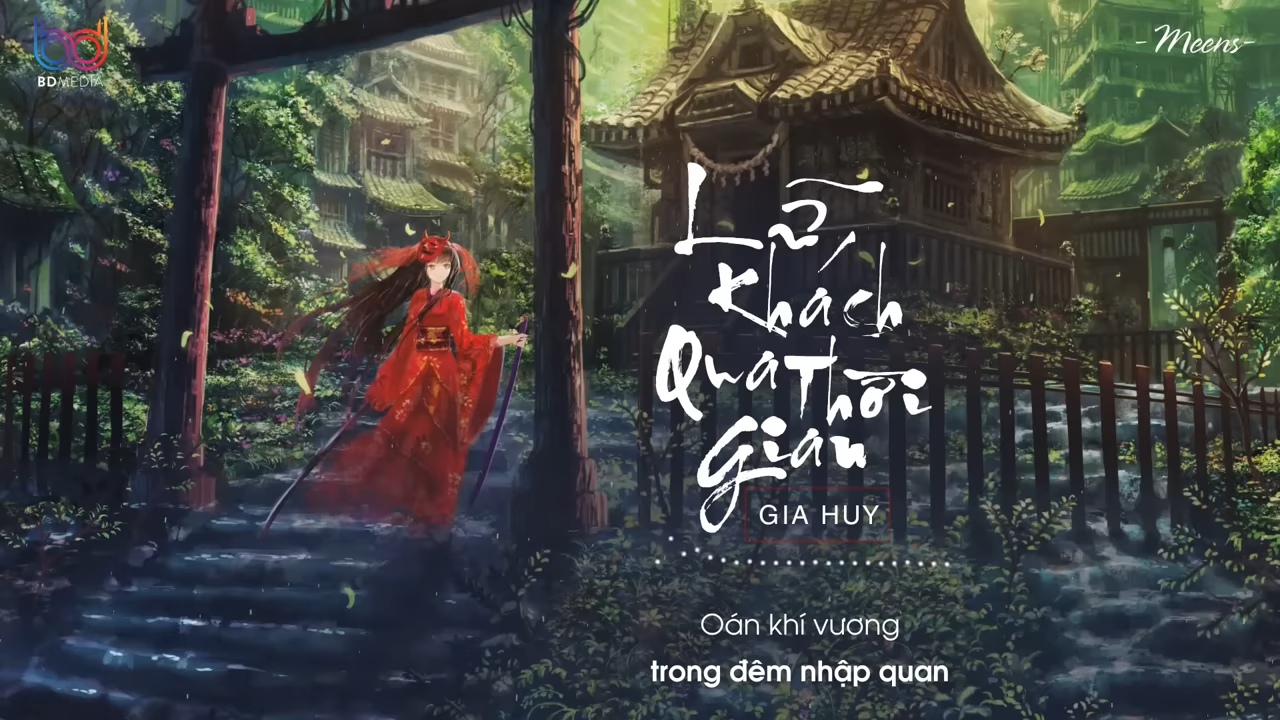 BDMEDIA
-Meens-
Lữ
Khách
Qua Thời
Gian
GIA HUY
Oán khí vương
trong đêm nhập quan